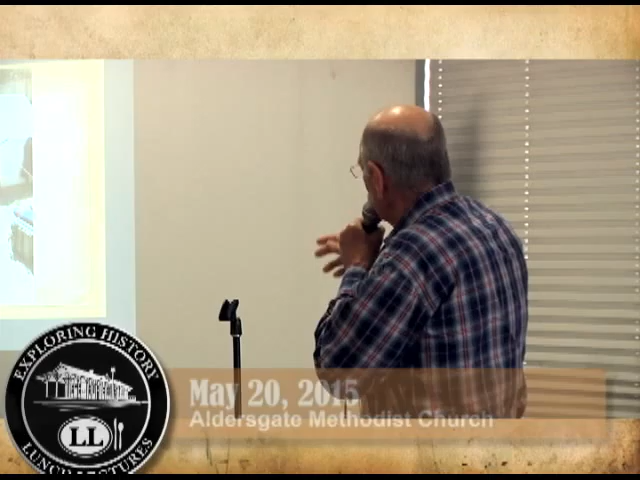 May 20, 2015
Aldersgate Methodist Church
EXPLORING HISTORY
LL
LUNCH LECTURES